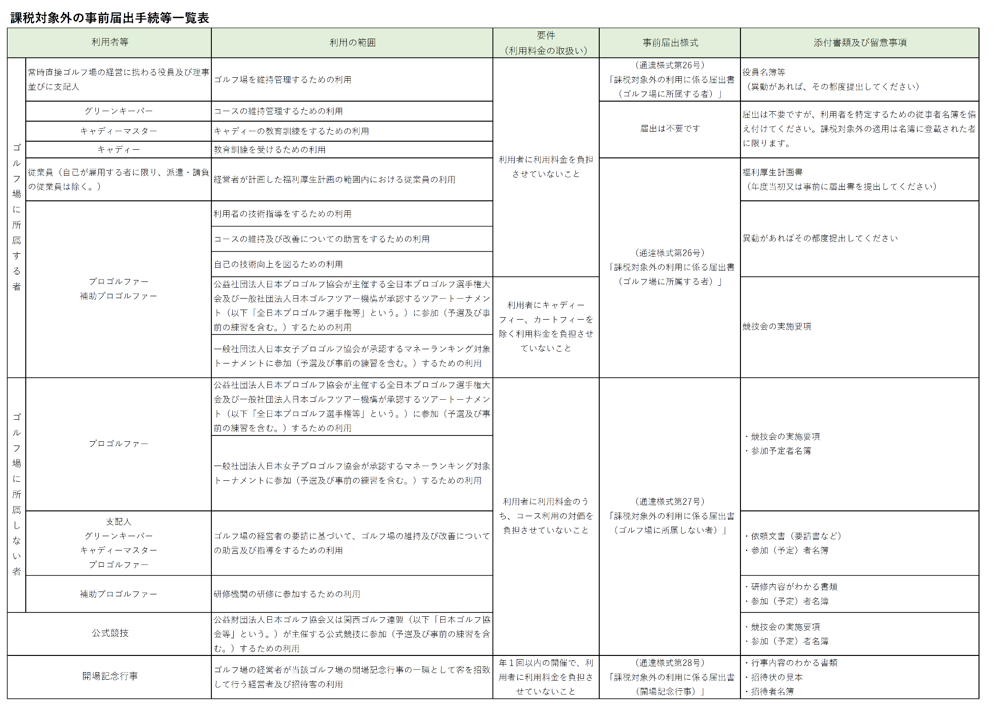 課税対象外の事前届出手続等一覧表
利用者等
利用の範囲
要件
（利用料金の取扱い）
事前届出様式
添付書類及び留意事項
ゴルフ場に所属する者
常時直接ゴルフ場の経営に携わる役員及び理事
並びに支配人
ゴルフ場を維持管理するための利用
利用者に利用料金を負担
させていないこと
（通達様式第26号）
「課税対象外の利用に係る届出書
（ゴルフ場に所属する者）」
役員名簿等
（異動があれば、その都度提出してください）
グリーンキーパー
コースの維持管理するための利用
届出は不要です
届出は不要ですが、利用者を特定するための従事者名簿を備
え付けてください。課税対象外の適用は名簿に登載された者
に限ります。
キャディーマスター
キャディーの教育訓練をするための利用
キャディー
教育訓練を受けるための利用
従業員（自己が雇用する者に限り、派遣・請負
の従業員は除く。）
経営者が計画した福利厚生計画の範囲内における従業員の利用
（通達様式第26号）
「課税対象外の利用に係る届出書
（ゴルフ場に所属する者）」
福利厚生計画書
（年度当初又は事前に届出書を提出してください）
プロゴルファー
補助プロゴルファー
利用者の技術指導をするための利用
異動があればその都度提出してください
コースの維持及び改善についての助言をするための利用
自己の技術向上を図るための利用
公益社団法人日本プロゴルフ協会が主催する全日本プロゴルフ選手権大
会及び一般社団法人日本ゴルフツアー機構が承認するツアートーナメン
ト（以下「全日本プロゴルフ選手権等」という。）に参加（予選及び事
前の練習を含む。）するための利用
利用者にキャディー
フィー、カートフィーを
除く利用料金を負担させ
ていないこと
競技会の実施要項
一般社団法人日本女子プロゴルフ協会が承認するマネーランキング対象
トーナメントに参加（予選及び事前の練習を含む。）するための利用
ゴルフ場に所属しない者
プロゴルファー
公益社団法人日本プロゴルフ協会が主催する全日本プロゴルフ選手権大
会及び一般社団法人日本ゴルフツアー機構が承認するツアートーナメン
ト（以下「全日本プロゴルフ選手権等」という。）に参加（予選及び事
前の練習を含む。）するための利用
利用者に利用料金のう
ち、コース利用の対価を
負担させていないこと
（通達様式第27号）
「課税対象外の利用に係る届出書
（ゴルフ場に所属しない者）」
・競技会の実施要項
・参加予定者名簿
一般社団法人日本女子プロゴルフ協会が承認するマネーランキング対象
トーナメントに参加（予選及び事前の練習を含む。）するための利用
支配人
グリーンキーパー
キャディーマスター
プロゴルファー
ゴルフ場の経営者の要請に基づいて、ゴルフ場の維持及び改善について
の助言及び指導をするための利用
・依頼文書（要請書など）
・参加（予定）者名簿
補助プロゴルファー
研修機関の研修に参加するための利用
・研修内容がわかる書類
・参加（予定）者名簿
公式競技
公益財団法人日本ゴルフ協会又は関西ゴルフ連盟（以下「日本ゴルフ協
会等」という。）が主催する公式競技に参加（予選及び事前の練習を含
む。）するための利用
・競技会の実施要項
・参加（予定）者名簿
開場記念行事
ゴルフ場の経営者が当該ゴルフ場の開場記念行事の一環として客を招致
して行う経営者及び招待客の利用
年１回以内の開催で、利
用者に利用料金を負担さ
せていないこと
（通達様式第28号）
「課税対象外の利用に係る届出書
（開場記念行事）」
・行事内容のわかる書類
・招待状の見本
・招待者名簿